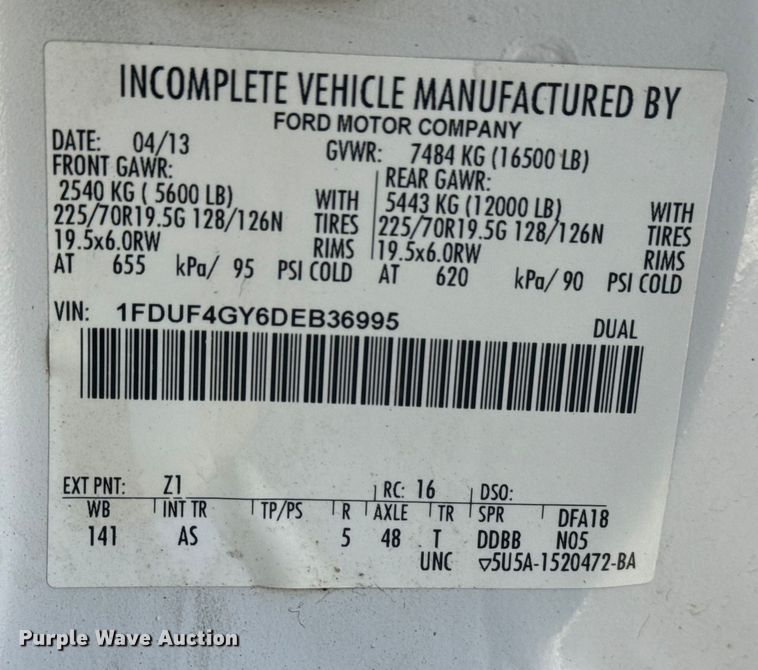 INCOMPLETE VEHICLE MANUFACTURED BY
FORD MOTOR COMPANY
DATE: 04/13 GVWR: 7484 KG (16500 LB)
FRONT GAWR: REAR GAWR:
2540 KG ( 5600 LB) WITH 5443 KG (12000 LB) WITH
225/70R19.5G 128/126N TIRES 225/70R19.5G 128/126N TIRES
19.5x6.0RW RIMS 19.5x6.0RW RIMS
AT 655 kPa/ 95 PSI COLD AT 620 kPa/ 90 PSI COLD
VIN: 1FDUF4GY6DEB36995 DUAL
EXT PNT: Z1 RC: 16 DSO:
WB INT TR TP/PS R AXLE TR SPR DFA18
141 AS 5 48 T DDBB N05
UNC ▽5U5A-1520472-BA
Purple Wave Auction